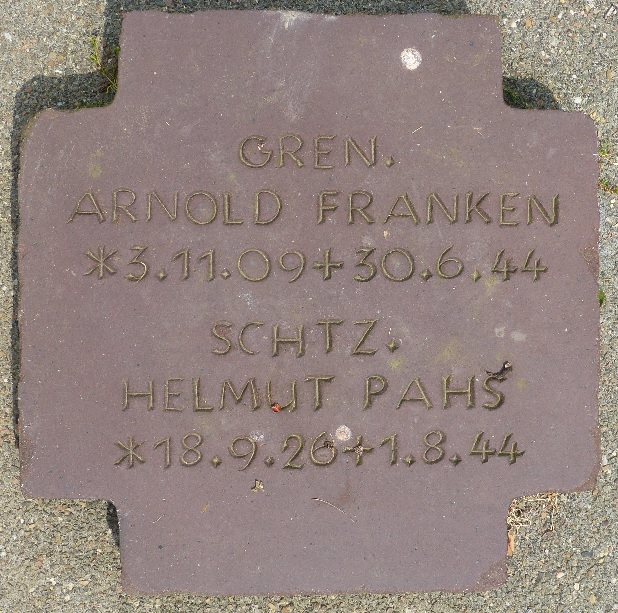 GREN.
ARNOLD FRANKEN
*3.11.09+30.6.44
SCHTZ.
HELMUT PAHS
*18.9.26+1.8.44